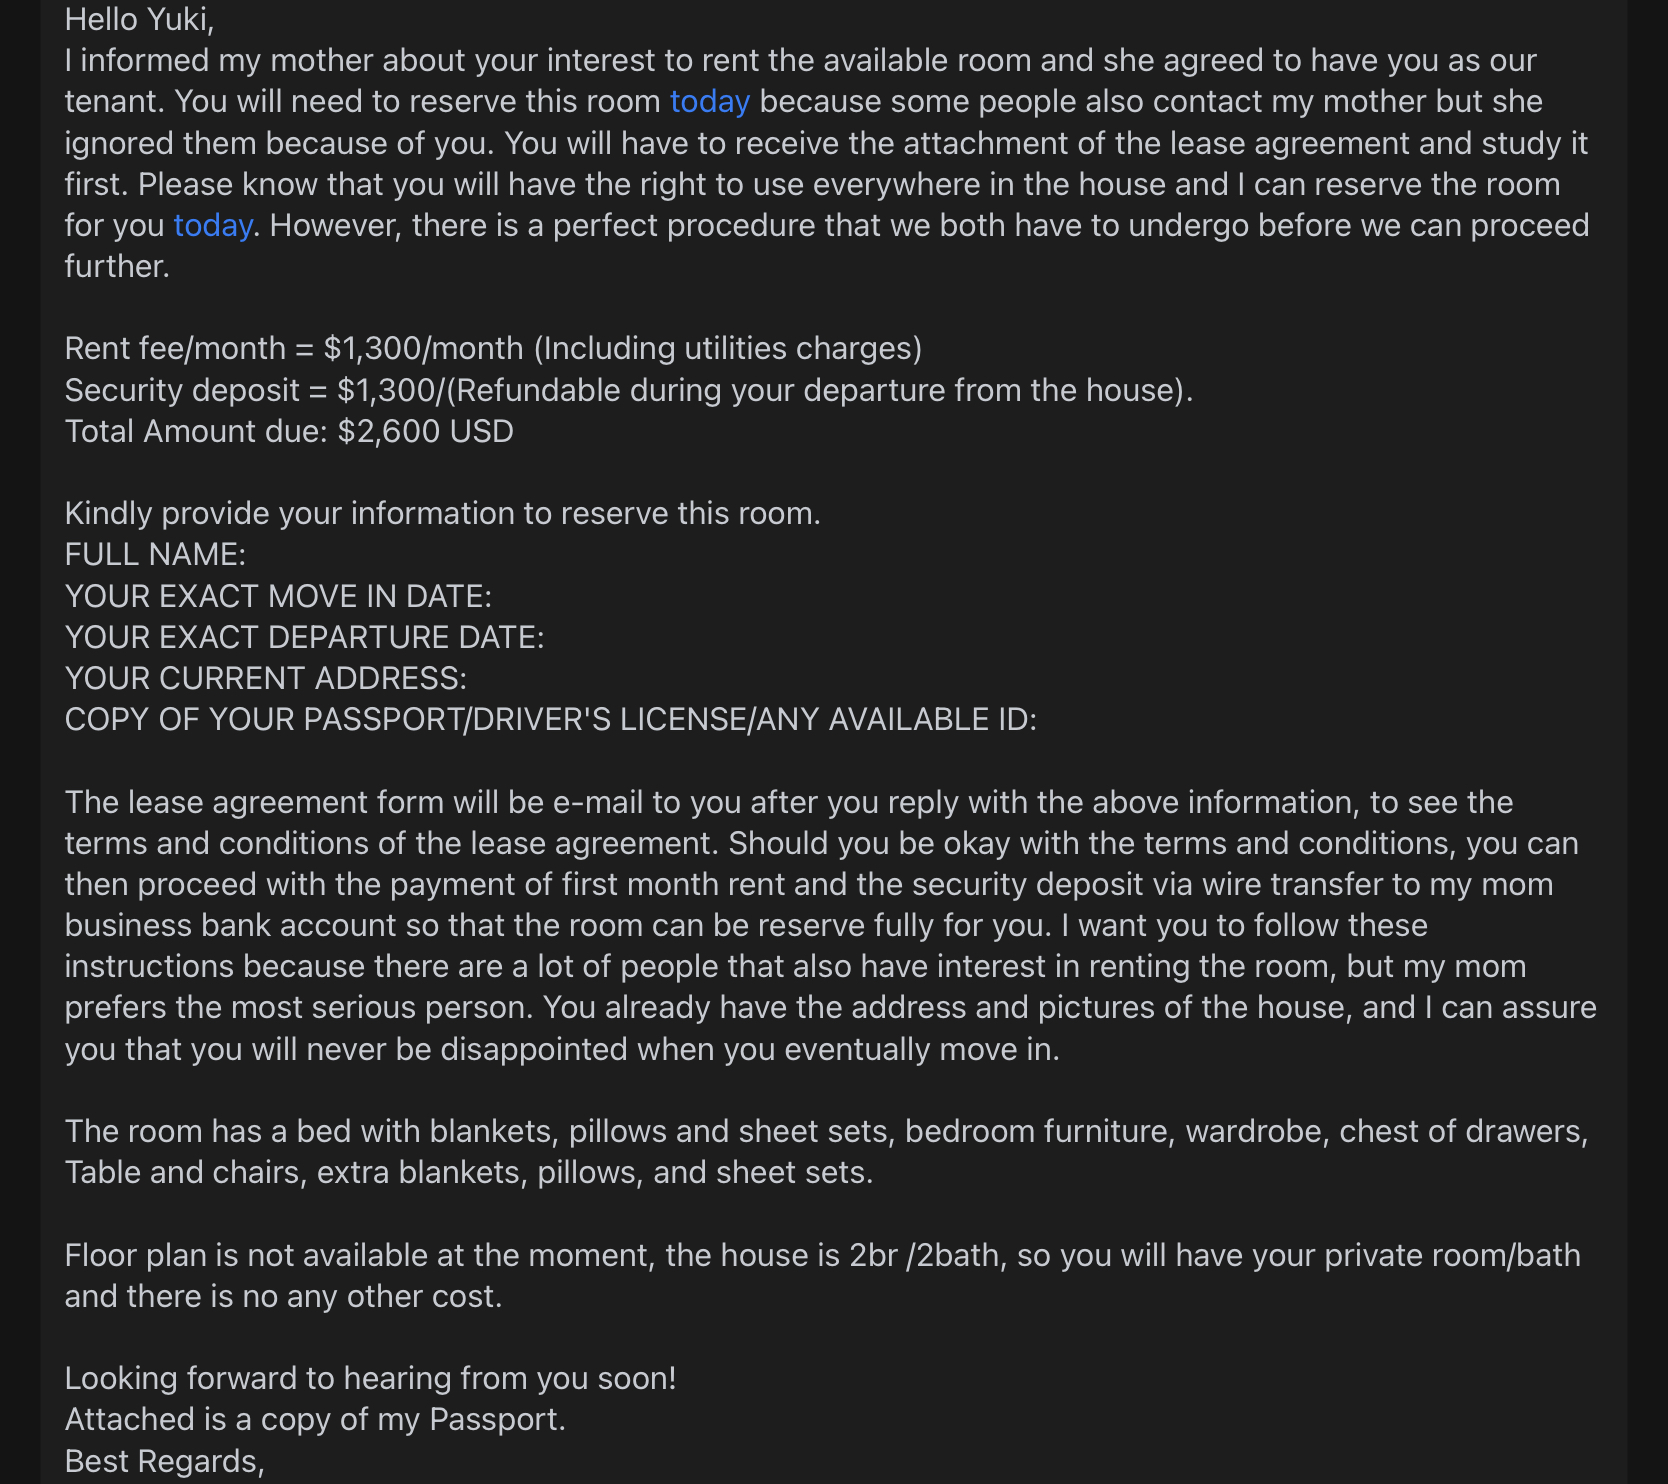 Hello Yuki,
I informed my mother about your interest to rent the available room and she agreed to have you as our
tenant. You will need to reserve this room today because some people also contact my mother but she
ignored them because of you. You will have to receive the attachment of the lease agreement and study it
first. Please know that you will have the right to use everywhere in the house and I can reserve the room
for you today. However, there is a perfect procedure that we both have to undergo before we can proceed
further.
Rent fee/month = $1,300/month (Including utilities charges)
Security deposit = $1,300/(Refundable during your departure from the house).
Total Amount due: $2,600 USD
Kindly provide your information to reserve this room.
FULL NAME:
YOUR EXACT MOVE IN DATE:
YOUR EXACT DEPARTURE DATE:
YOUR CURRENT ADDRESS:
COPY OF YOUR PASSPORT/DRIVER'S LICENSE/ANY AVAILABLE ID:
The lease agreement form will be e-mail to you after you reply with the above information, to see the
terms and conditions of the lease agreement. Should you be okay with the terms and conditions, you can
then proceed with the payment of first month rent and the security deposit via wire transfer to my mom
business bank account so that the room can be reserve fully for you. I want you to follow these
instructions because there are a lot of people that also have interest in renting the room, but my mom
prefers the most serious person. You already have the address and pictures of the house, and I can assure
you that you will never be disappointed when you eventually move in.
The room has a bed with blankets, pillows and sheet sets, bedroom furniture, wardrobe, chest of drawers,
Table and chairs, extra blankets, pillows, and sheet sets.
Floor plan is not available at the moment, the house is 2br /2bath, so you will have your private room/bath
and there is no any other cost.
Looking forward to hearing from you soon!
Attached is a copy of my Passport.
Best Regards,